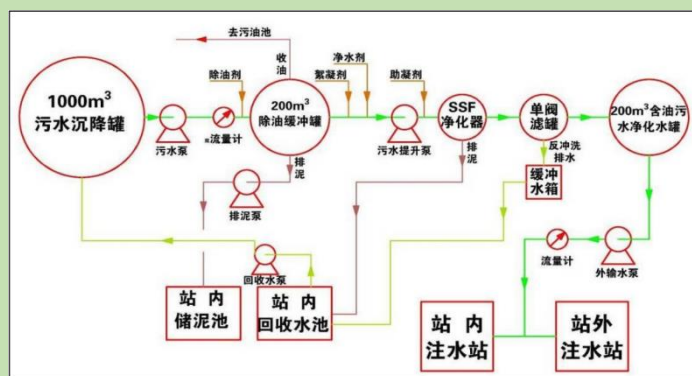 去污油池
收油
净水剂
除油剂
絮凝剂
助凝剂
1000m³
污水沉降罐
200m³
除油缓冲罐
SSF
净化器
单阀
滤罐
200m³含油污
水净化水罐
污水泵
流量计
污水提升泵
排泥
排泥
反冲洗
排水
缓冲
水箱
排泥泵
回收水泵
流量计
外输水泵
站内
储泥池
站内
回收水池
站内
注水站
站外
注水站